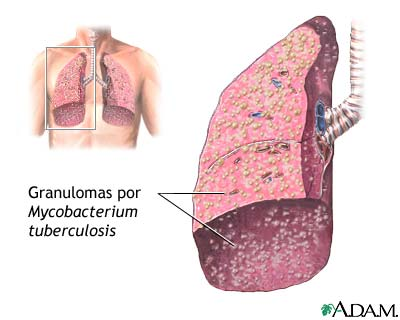 Granulomas por
Mycobacterium
tuberculosis
A.D.A.M.